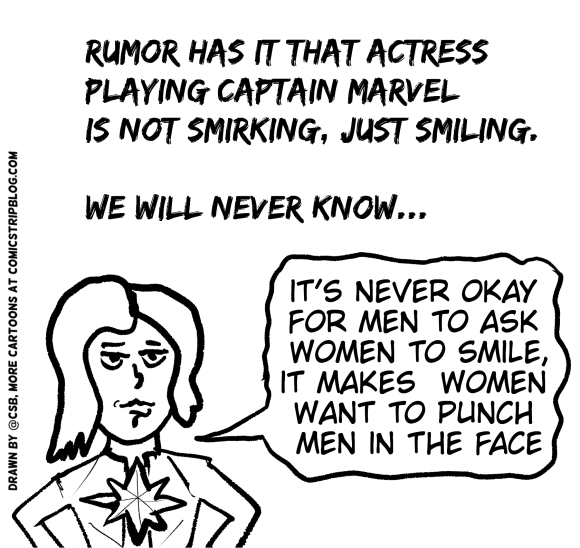 RUMOR HAS IT THAT ACTRESS
PLAYING CAPTAIN MARVEL
IS NOT SMIRKING, JUST SMILING.
WE WILL NEVER KNOW...
IT'S NEVER OKAY
FOR MEN TO ASK
WOMEN TO SMILE,
IT MAKES WOMEN
WANT TO PUNCH
MEN IN THE FACE
DRAWN BY @CSB. MORE CARTOONS AT COMICSTRIPBLOG.COM